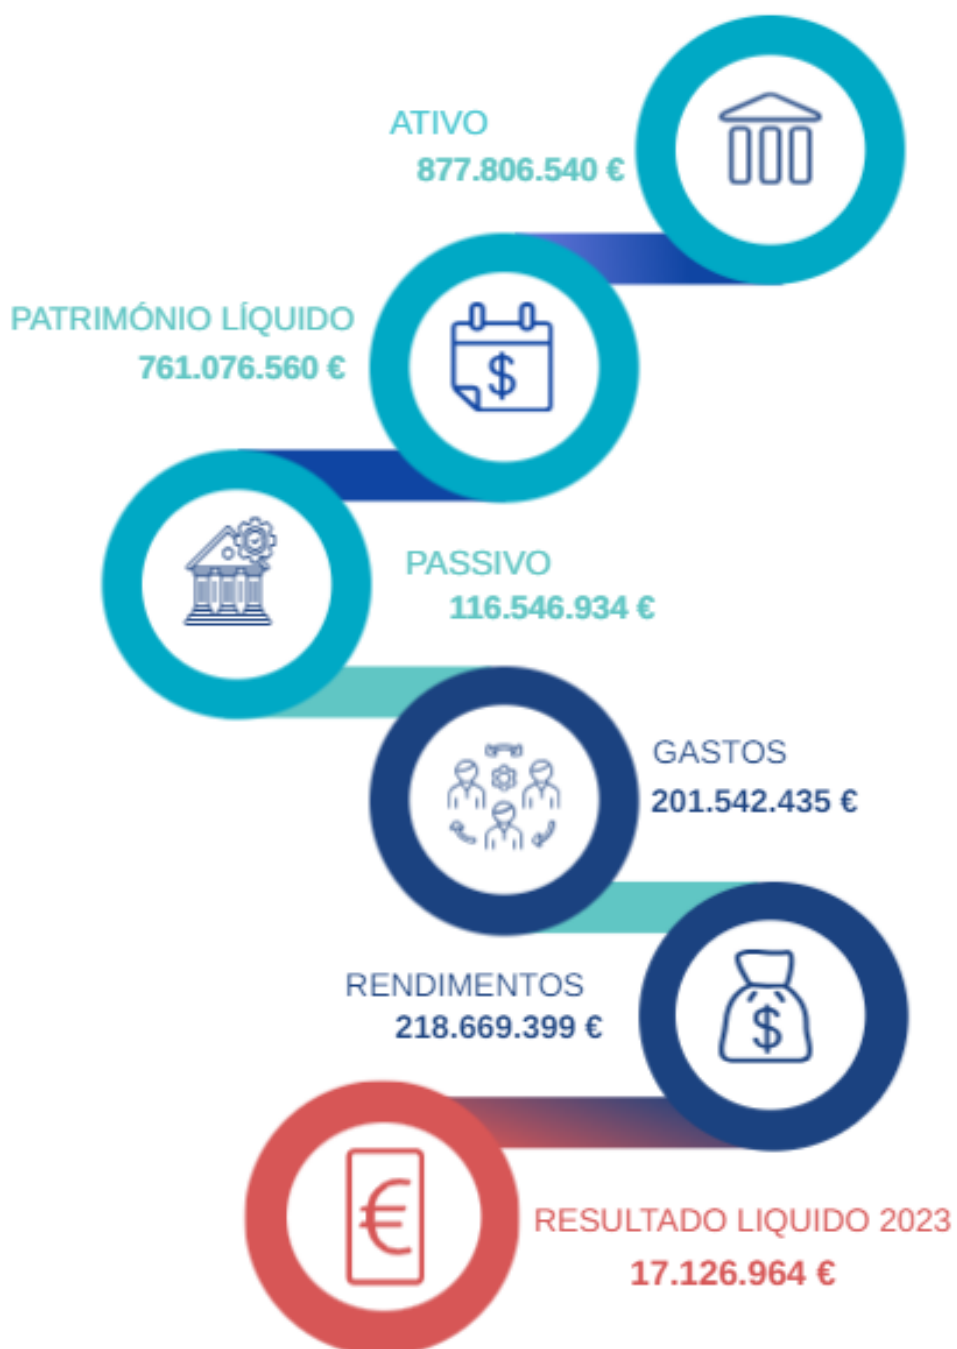 ATIVO
877.806.540 €
PATRIMÓNIO LÍQUIDO
761.076.560 €
PASSIVO
116.546.934 €
GASTOS
201.542.435 €
RENDIMENTOS
218.669.399 €
RESULTADO LIQUIDO 2023
17.126.964 €